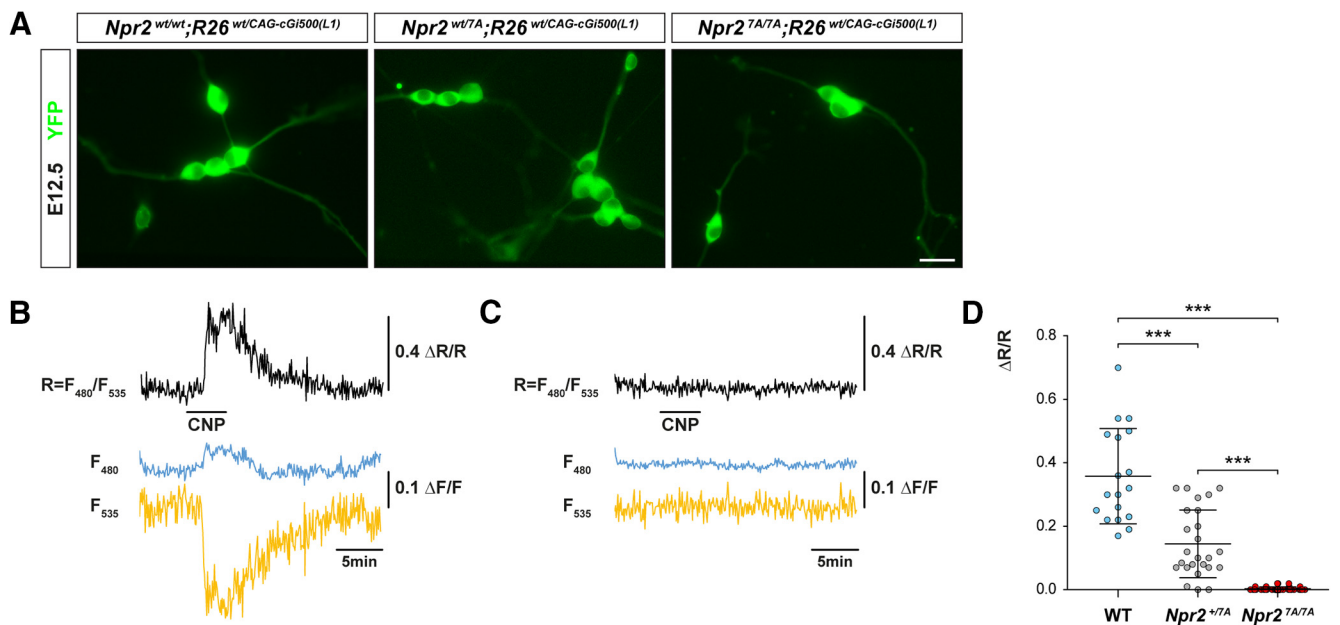 A
Npr2 wt/wt;R26 wt/CAG-cGi500(L1)
Npr2 wt/7A;R26 wt/CAG-cGi500(L1)
Npr2 7A/7A;R26 wt/CAG-cGi500(L1)
E12.5 YFP
B
0.4 ΔR/R
R=F480/F535
CNP
F480
0.1 ΔF/F
F535
5min
C
0.4 ΔR/R
R=F480/F535
CNP
F480
0.1 ΔF/F
F535
5min
D
ΔR/R
0.8
0.6
0.4
0.2
0.0
***
***
***
WT
Npr2 +/7A
Npr2 7A/7A